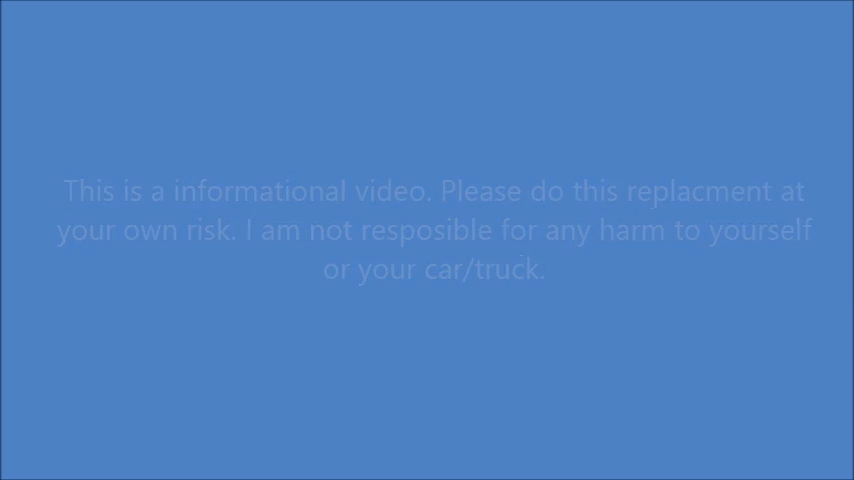 This is a informational video. Please do this replacment at
your own risk. I am not resposible for any harm to yourself
or your car/truck.